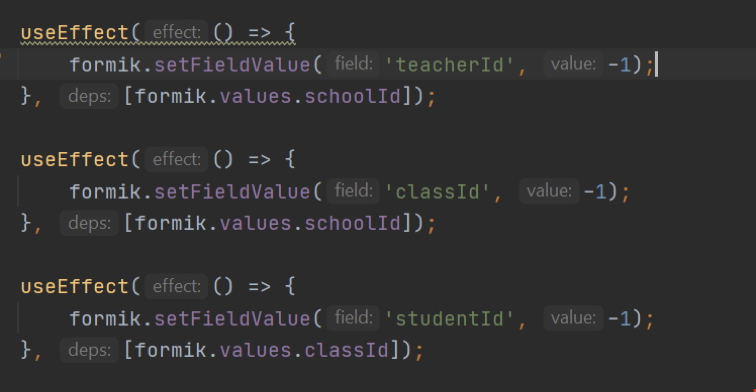 useEffect( effect: () => {
formik.setFieldValue( field: 'teacherId', value: -1);
}, deps: [formik.values.schoolId]);
useEffect( effect: () => {
formik.setFieldValue( field: 'classId', value: -1);
}, deps: [formik.values.schoolId]);
useEffect( effect: () => {
formik.setFieldValue( field: 'studentId', value: -1);
}, deps: [formik.values.classId]);